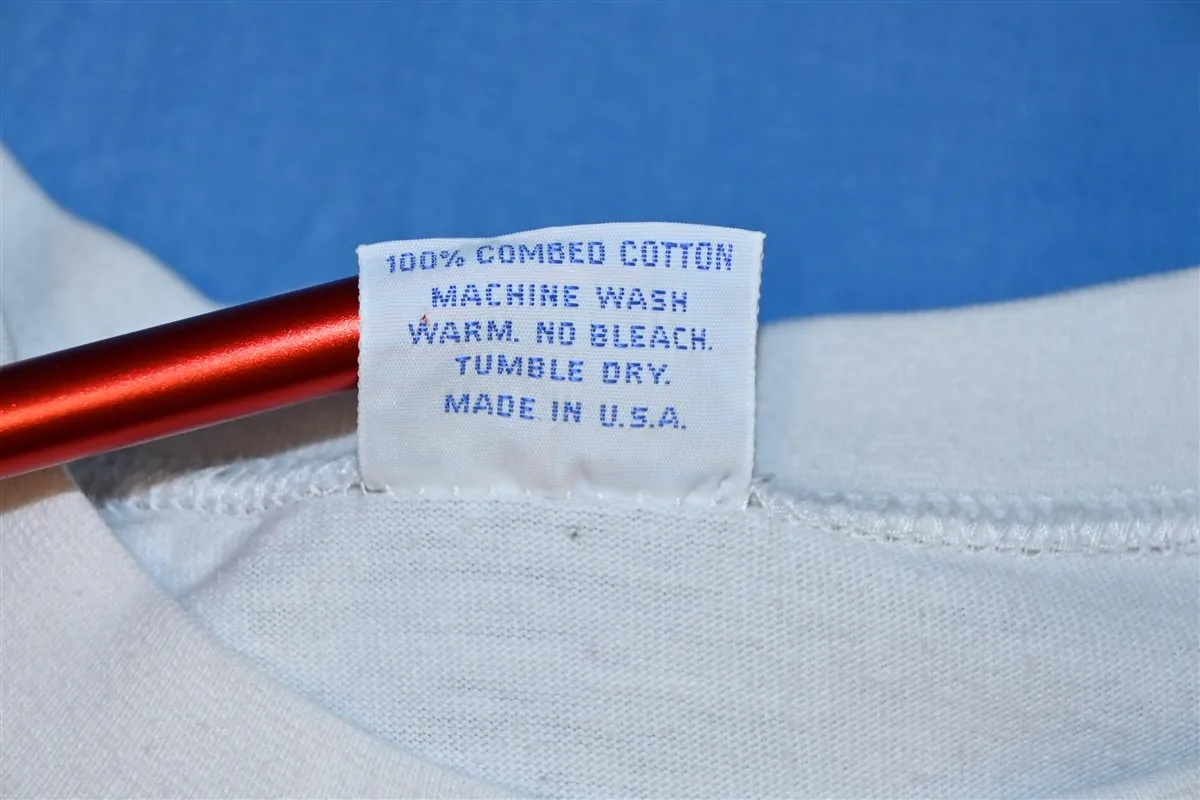 100% COMBED COTTON
MACHINE WASH
WARM. NO BLEACH.
TUMBLE DRY.
MADE IN U.S.A.